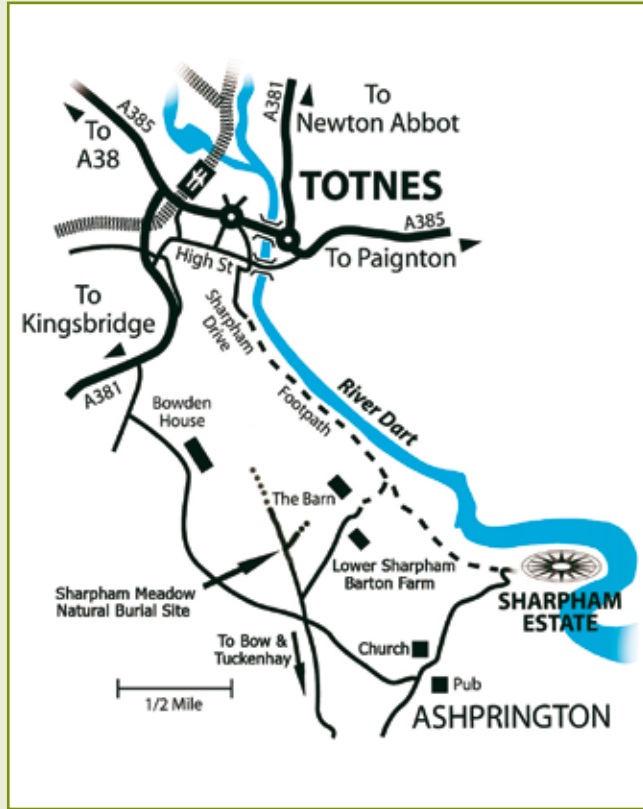 A385
To
A38
A381
To
Newton Abbot
TOTNES
A385
To Paignton
High St
To
Kingsbridge
Sharpham
Drive
A381
Footpath
River Dart
Bowden
House
The Barn
Lower Sharpham
Barton Farm
Sharpham Meadow
Natural Burial Site
SHARPHAM
ESTATE
To Bow &
Tuckenhay
Church
Pub
1/2 Mile
ASHPRINGTON